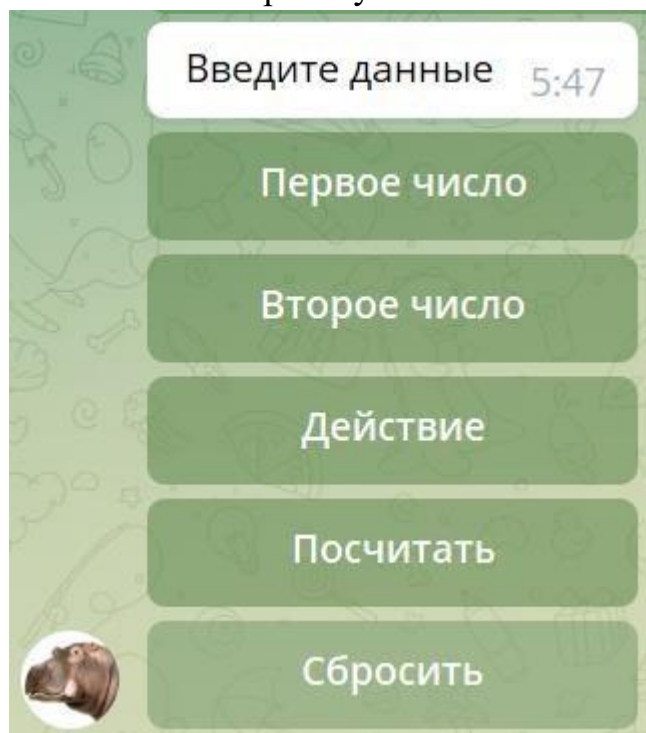 Введите данные 5:47
Первое число
Второе число
Действие
Посчитать
Сбросить